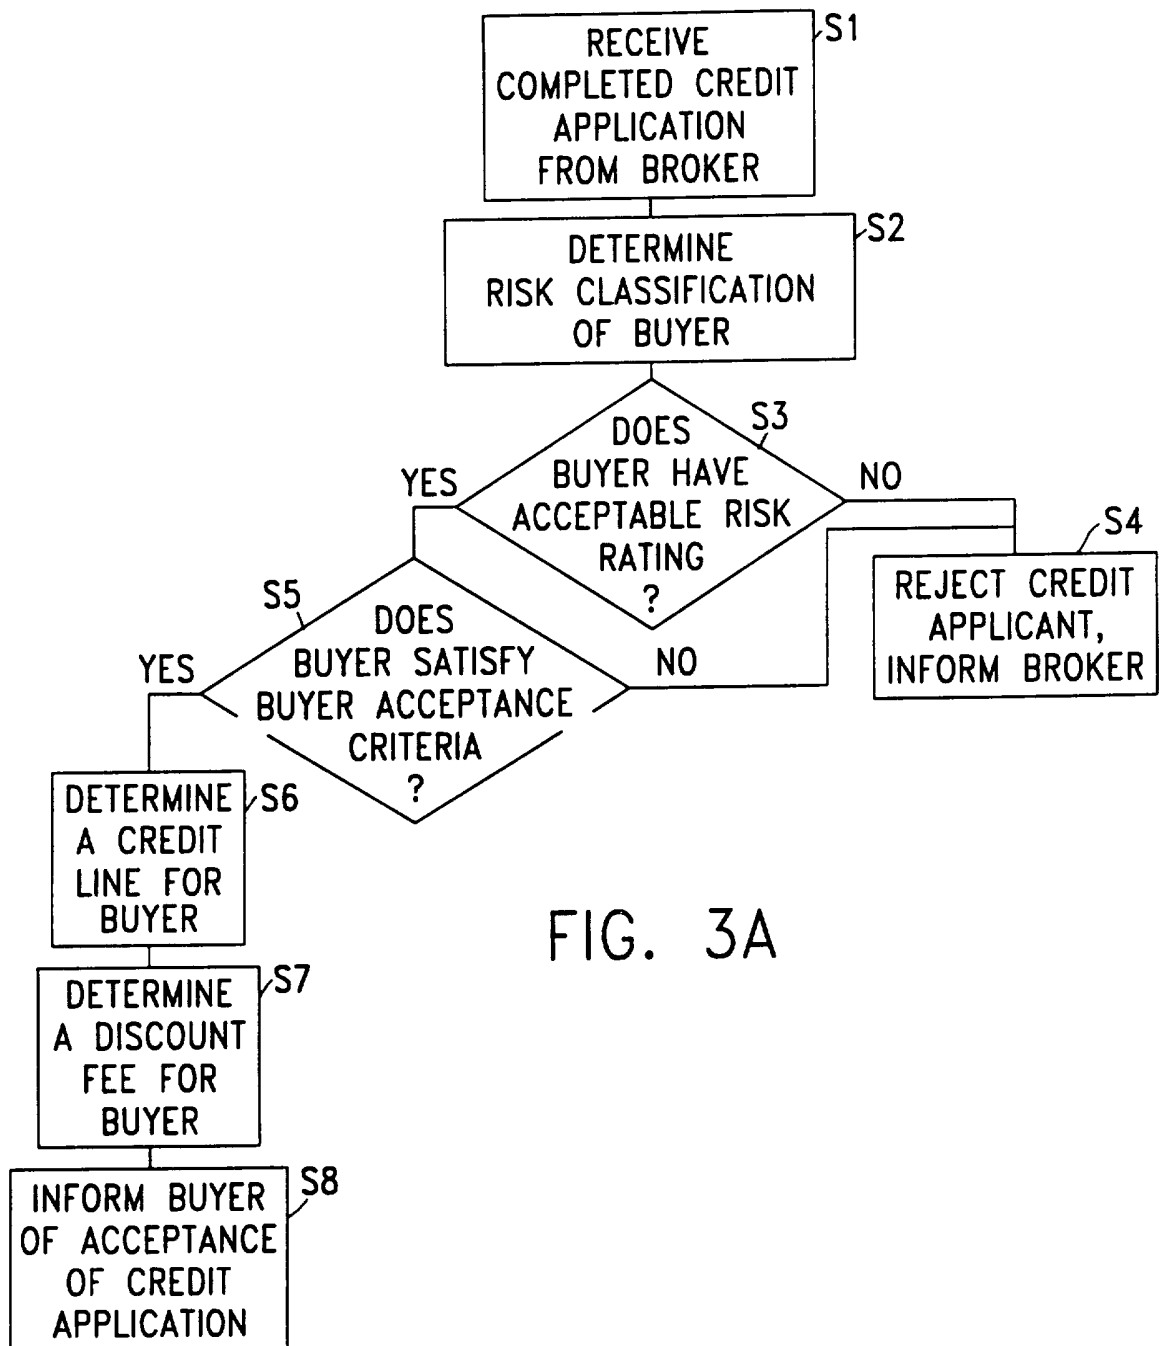 RECEIVE
COMPLETED CREDIT
APPLICATION
FROM BROKER
S1
DETERMINE
RISK CLASSIFICATION
OF BUYER
S2
DOES
BUYER HAVE
ACCEPTABLE RISK
RATING
?
S3
YES
NO
REJECT CREDIT
APPLICANT,
INFORM BROKER
S4
DOES
BUYER SATISFY
BUYER ACCEPTANCE
CRITERIA
?
S5
YES
NO
DETERMINE
A CREDIT
LINE FOR
BUYER
S6
DETERMINE
A DISCOUNT
FEE FOR
BUYER
S7
INFORM BUYER
OF ACCEPTANCE
OF CREDIT
APPLICATION
S8
FIG. 3A